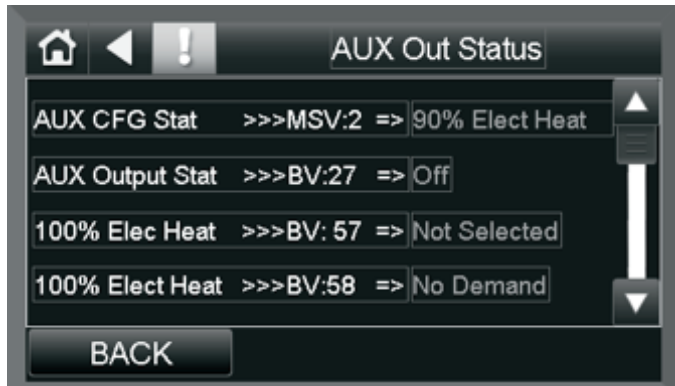 ! AUX Out Status
AUX CFG Stat >>>MSV:2 => 90% Elect Heat
AUX Output Stat >>>BV:27 => Off
100% Elec Heat >>>BV: 57 => Not Selected
100% Elect Heat >>>BV:58 => No Demand
BACK